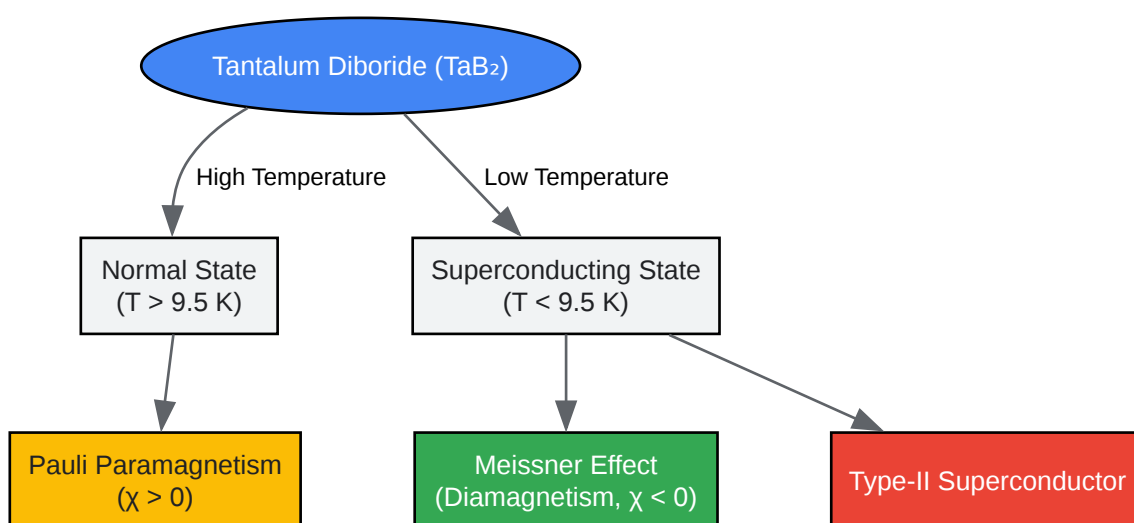 Tantalum Diboride (TaB₂)
High Temperature
Low Temperature
Normal State
(T > 9.5 K)
Superconducting State
(T < 9.5 K)
Pauli Paramagnetism
(χ > 0)
Meissner Effect
(Diamagnetism, χ < 0)
Type-II Superconductor